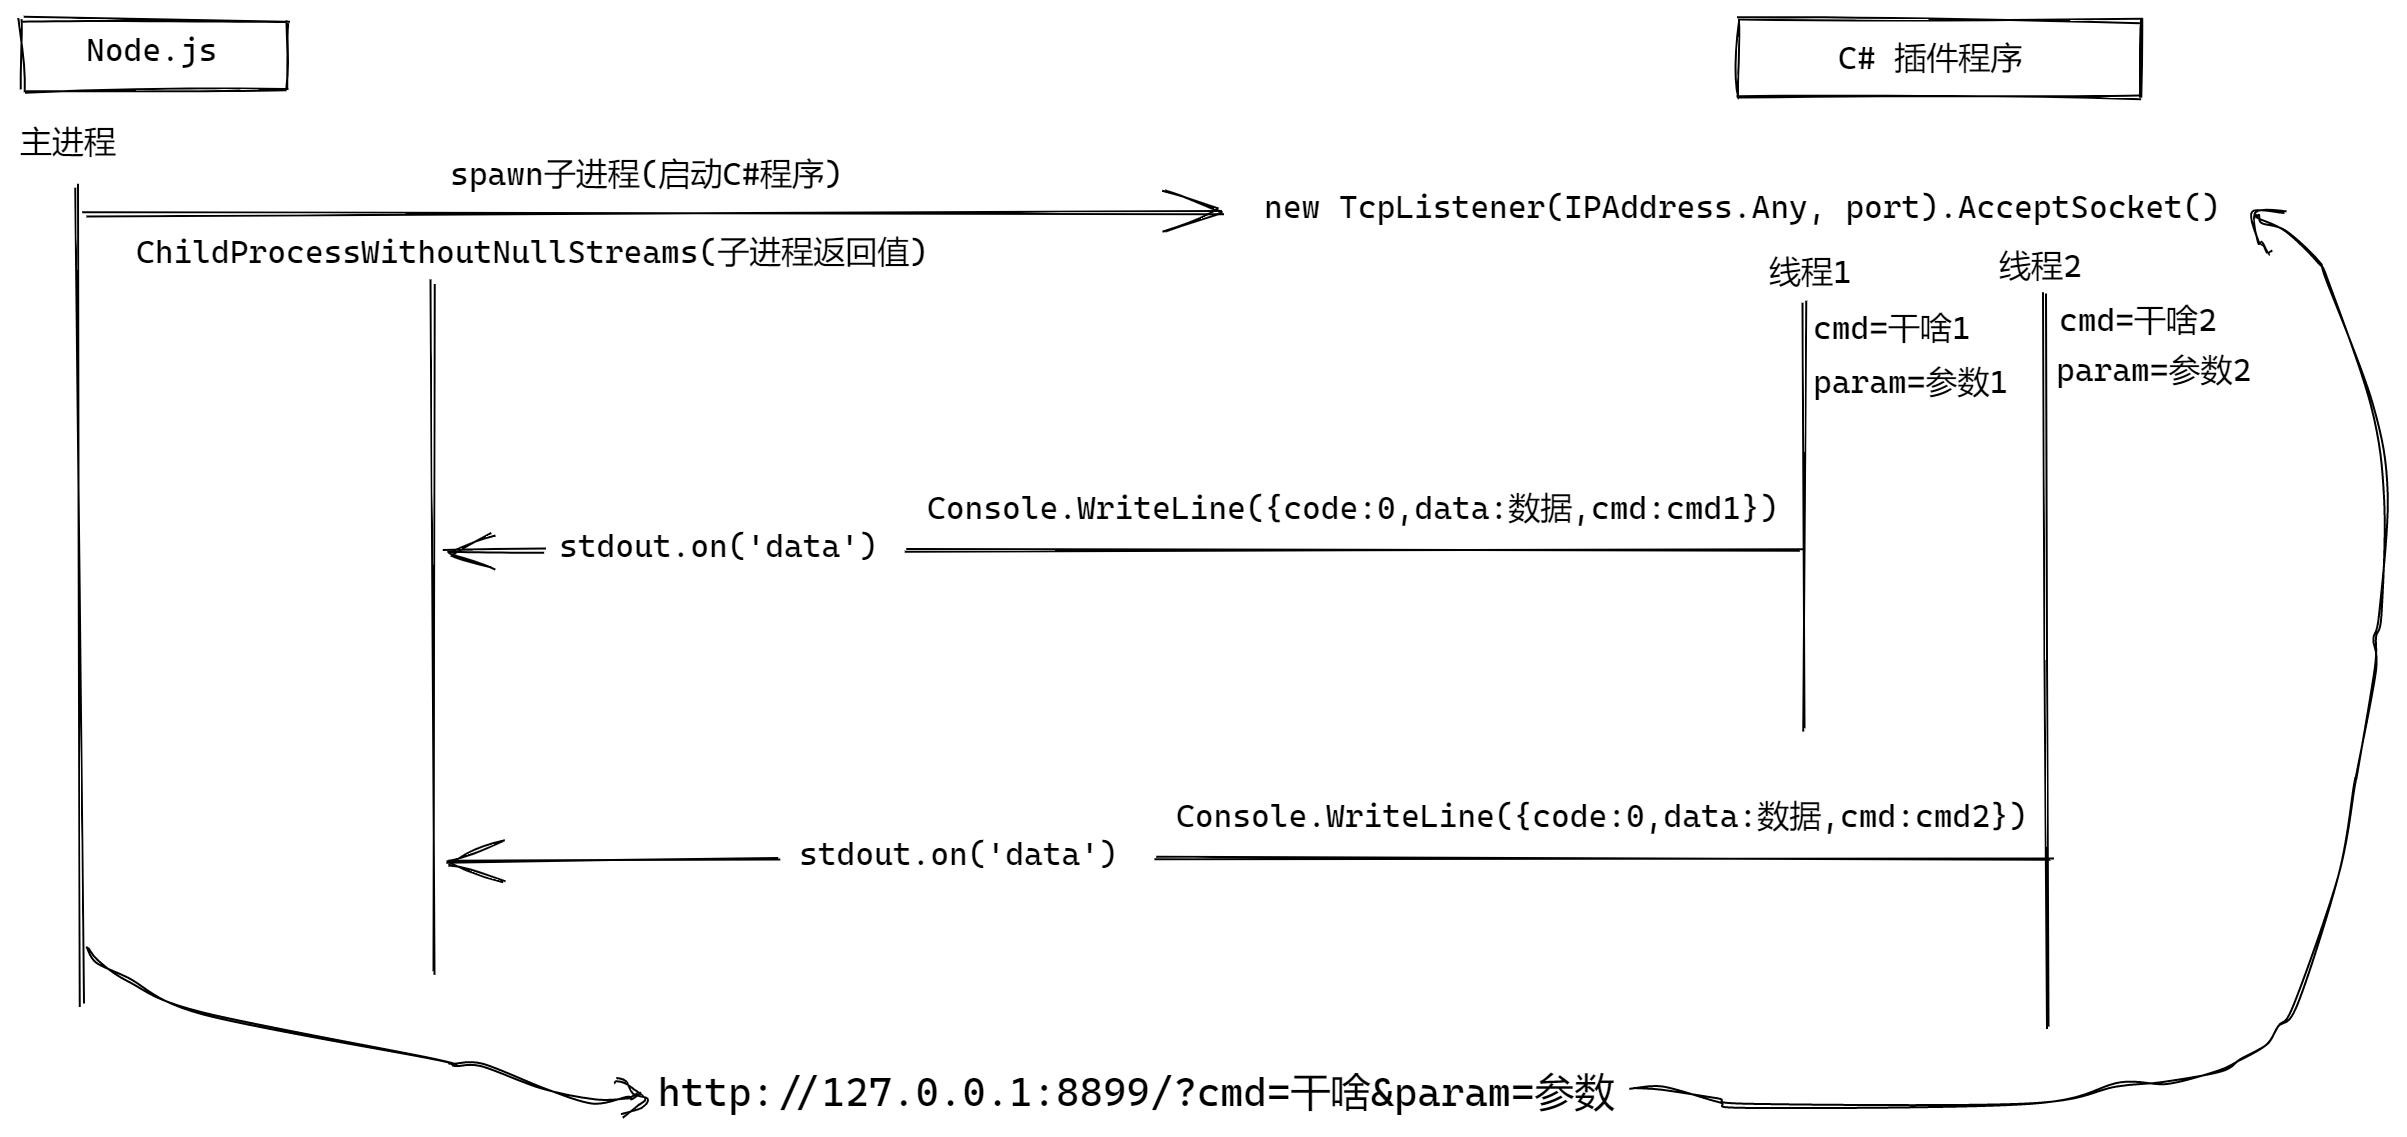 Node.js
C# 插件程序
主进程
spawn子进程(启动C#程序)
new TcpListener(IPAddress.Any, port).AcceptSocket()
ChildProcessWithoutNullStreams(子进程返回值)
线程1
线程2
cmd=干啥1
cmd=干啥2
param=参数1
param=参数2
Console.WriteLine({code:0,data:数据,cmd:cmd1})
stdout.on('data')
Console.WriteLine({code:0,data:数据,cmd:cmd2})
stdout.on('data')
http://127.0.0.1:8899/?cmd=干啥&param=参数